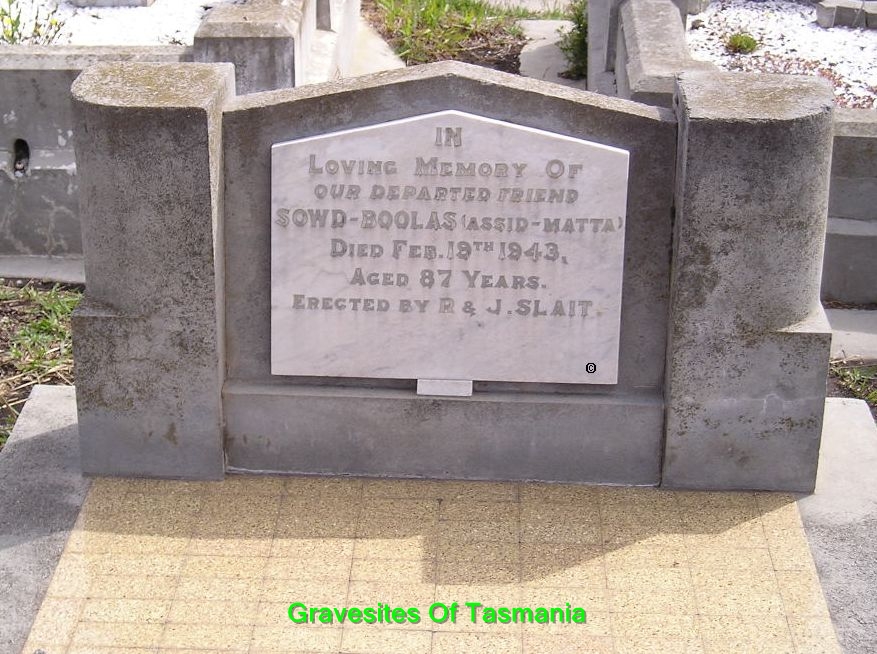 IN
LOVING MEMORY OF
OUR DEPARTED FRIEND
SOWD-BOOLAS (ASSID-MATTA)
DIED FEB. 19TH 1943,
AGED 87 YEARS.
ERECTED BY R & J. SLAIT.
©
Gravesites Of Tasmania